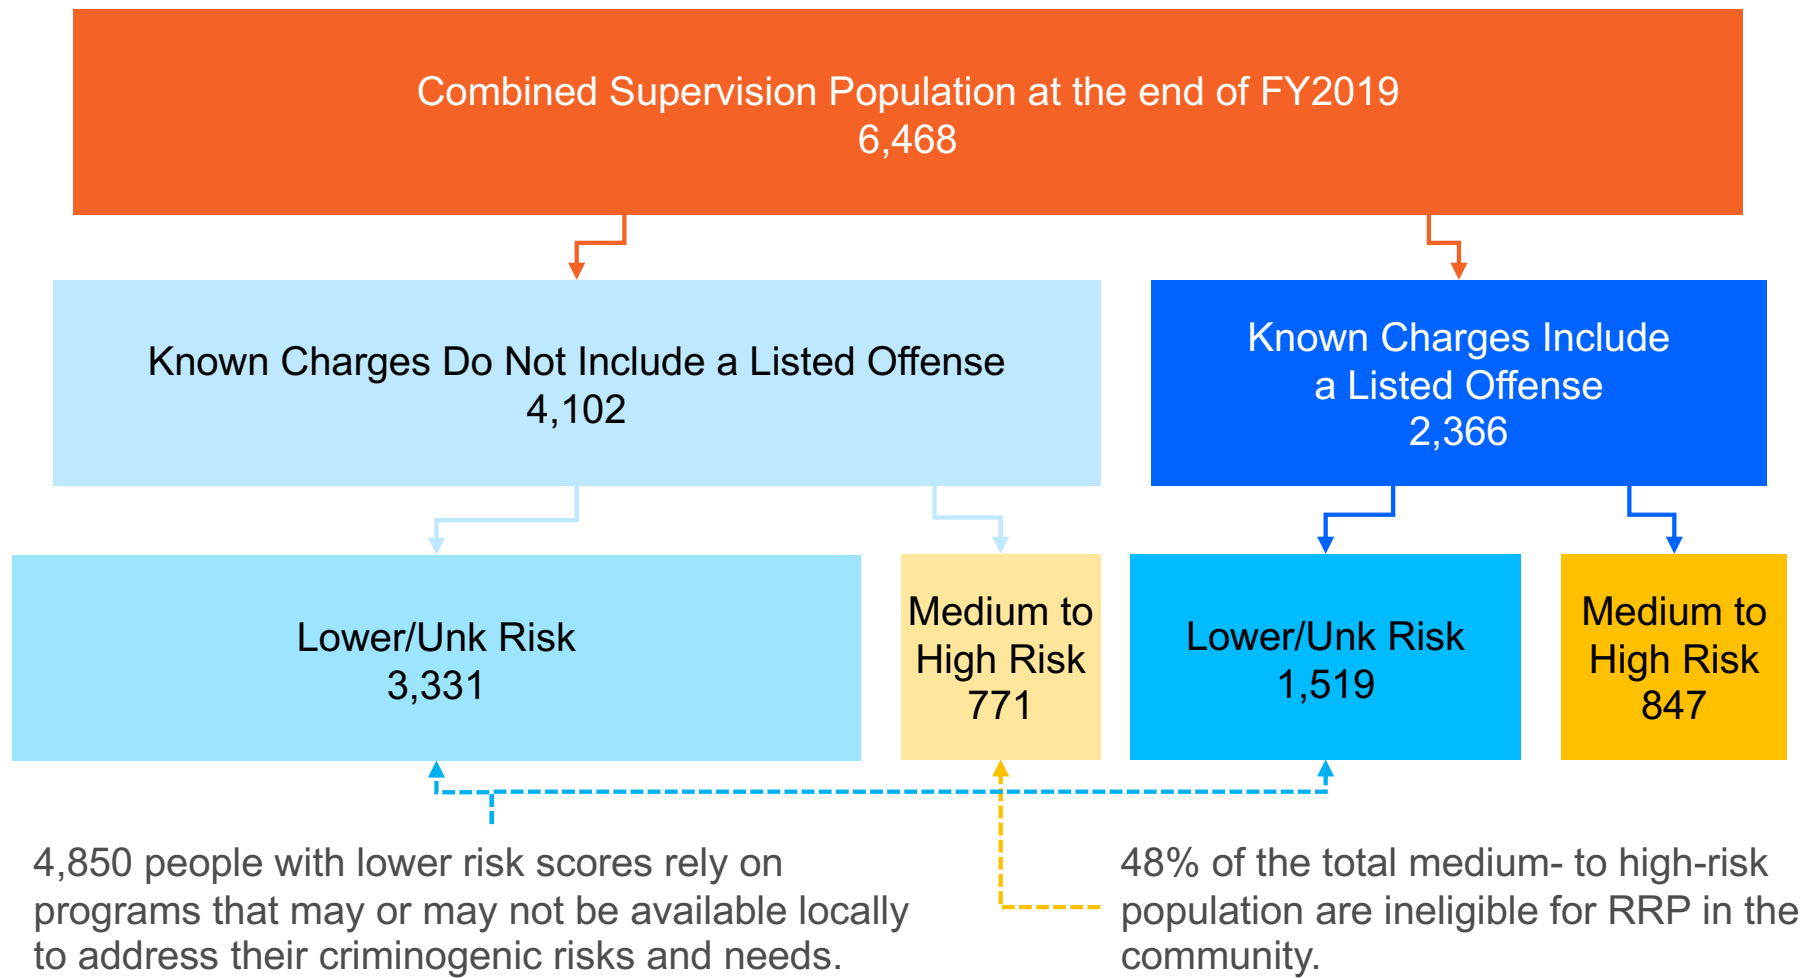 Combined Supervision Population at the end of FY2019
6,468
Known Charges Do Not Include a Listed Offense
4,102
Known Charges Include
a Listed Offense
2,366
Lower/Unk Risk
3,331
Medium to
High Risk
771
Lower/Unk Risk
1,519
Medium to
High Risk
847
4,850 people with lower risk scores rely on
programs that may or may not be available locally
to address their criminogenic risks and needs.
48% of the total medium- to high-risk
population are ineligible for RRP in the
community.